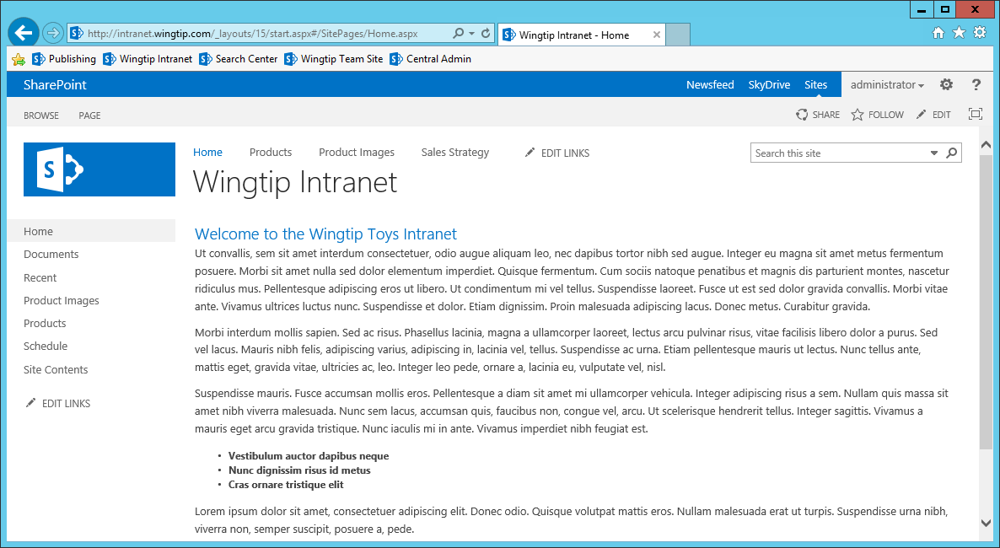 http://intranet.wingtip.com/_layouts/15/start.aspx#/SitePages/Home.aspx
Wingtip Intranet - Home
Publishing Wingtip Intranet Search Center Wingtip Team Site Central Admin
SharePoint Newsfeed SkyDrive Sites administrator ?
BROWSE PAGE SHARE FOLLOW EDIT
S
Home Products Product Images Sales Strategy EDIT LINKS Search this site
Wingtip Intranet
Home
Documents
Recent
Product Images
Products
Schedule
Site Contents
EDIT LINKS
Welcome to the Wingtip Toys Intranet
Ut convallis, sem sit amet interdum consectetuer, odio augue aliquam leo, nec dapibus tortor nibh sed augue. Integer eu magna sit amet metus fermentum
posuere. Morbi sit amet nulla sed dolor elementum imperdiet. Quisque fermentum. Cum sociis natoque penatibus et magnis dis parturient montes, nascetur
ridiculus mus. Pellentesque adipiscing eros ut libero. Ut condimentum mi vel tellus. Suspendisse laoreet. Fusce ut est sed dolor gravida convallis. Morbi vitae
ante. Vivamus ultrices luctus nunc. Suspendisse et dolor. Etiam dignissim. Proin malesuada adipiscing lacus. Donec metus. Curabitur gravida.
Morbi interdum mollis sapien. Sed ac risus. Phasellus lacinia, magna a ullamcorper laoreet, lectus arcu pulvinar risus, vitae facilisis libero dolor a purus. Sed
vel lacus. Mauris nibh felis, adipiscing varius, adipiscing in, lacinia vel, tellus. Suspendisse ac urna. Etiam pellentesque mauris ut lectus. Nunc tellus ante,
mattis eget, gravida vitae, ultricies ac, leo. Integer leo pede, ornare a, lacinia eu, vulputate vel, nisl.
Suspendisse mauris. Fusce accumsan mollis eros. Pellentesque a diam sit amet mi ullamcorper vehicula. Integer adipiscing risus a sem. Nullam quis massa sit
amet nibh viverra malesuada. Nunc sem lacus, accumsan quis, faucibus non, congue vel, arcu. Ut scelerisque hendrerit tellus. Integer sagittis. Vivamus a
mauris eget arcu gravida tristique. Nunc iaculis mi in ante. Vivamus imperdiet nibh feugiat est.
• Vestibulum auctor dapibus neque
• Nunc dignissim risus id metus
• Cras ornare tristique elit
Lorem ipsum dolor sit amet, consectetuer adipiscing elit. Donec odio. Quisque volutpat mattis eros. Nullam malesuada erat ut turpis. Suspendisse urna nibh,
viverra non, semper suscipit, posuere a, pede.